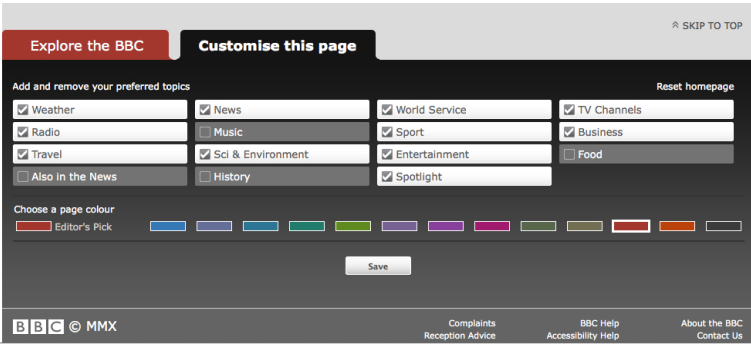 SKIP TO TOP
Explore the BBC
Customise this page
Add and remove your preferred topics
Reset homepage
Weather
News
World Service
TV Channels
Radio
Music
Sport
Business
Travel
Sci & Environment
Entertainment
Food
Also in the News
History
Spotlight
Choose a page colour
Editor's Pick
Save
BBC © MMX
Complaints
BBC Help
About the BBC
Reception Advice
Accessibility Help
Contact Us